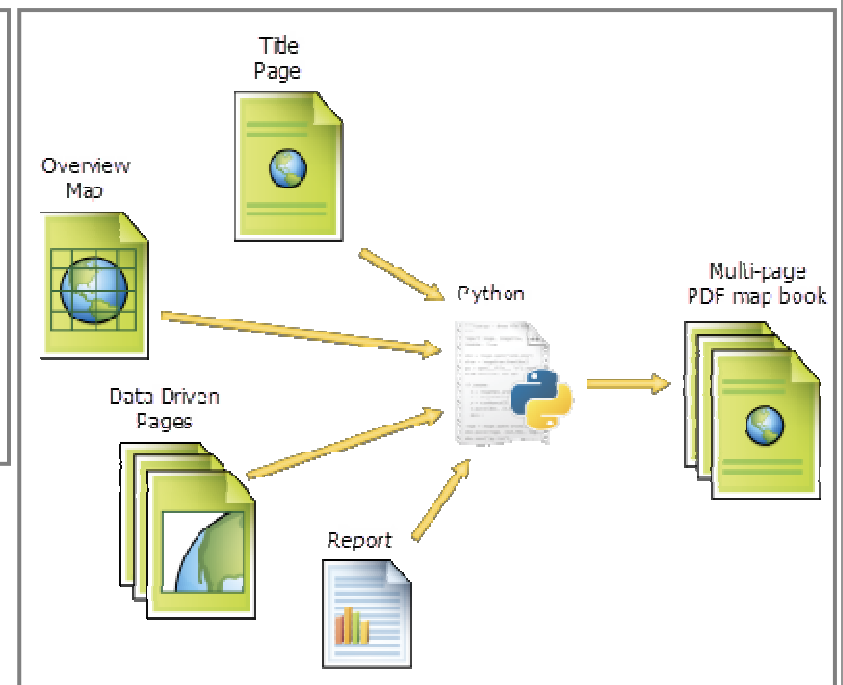 Title
Page
Overview
Map
Python
Multi-page
PDF map book
Data Driven
Pages
Report